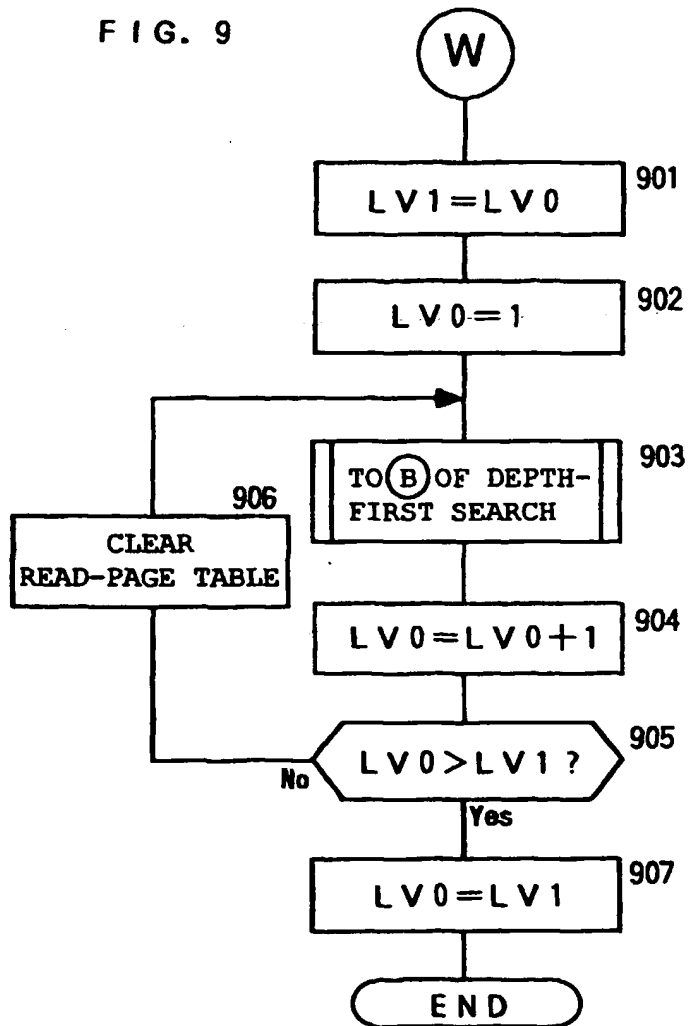 FIG. 9
W
901
LV1=LV0
902
LV0=1
903
TO B OF DEPTH-
FIRST SEARCH
906
CLEAR
READ-PAGE TABLE
904
LV0=LV0+1
905
LV0>LV1?
No
Yes
907
LV0=LV1
END